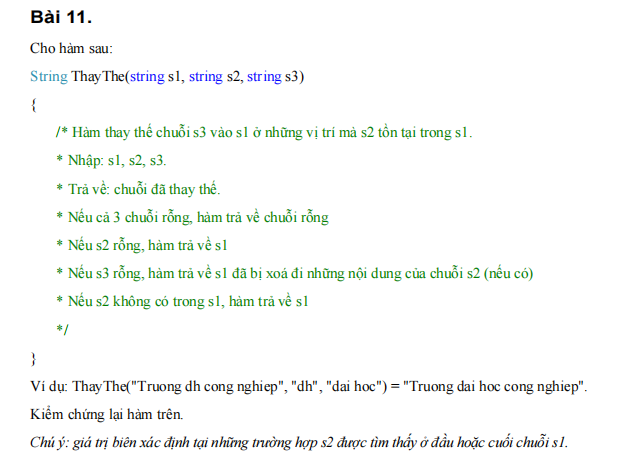 Bài 11.
Cho hàm sau:
String ThayThe(string s1, string s2, string s3)
{
/* Hàm thay thế chuỗi s3 vào s1 ở những vị trí mà s2 tồn tại trong s1.
* Nhập: s1, s2, s3.
* Trả về: chuỗi đã thay thế.
* Nếu cả 3 chuỗi rỗng, hàm trả về chuỗi rỗng
* Nếu s2 rỗng, hàm trả về s1
* Nếu s3 rỗng, hàm trả về s1 đã bị xoá đi những nội dung của chuỗi s2 (nếu có)
* Nếu s2 không có trong s1, hàm trả về s1
*/
}
Ví dụ: ThayThe("Truong dh cong nghiep", "dh", "dai hoc") = "Truong dai hoc cong nghiep".
Kiểm chứng lại hàm trên.
Chú ý: giá trị biên xác định tại những trường hợp s2 được tìm thấy ở đầu hoặc cuối chuỗi s1.